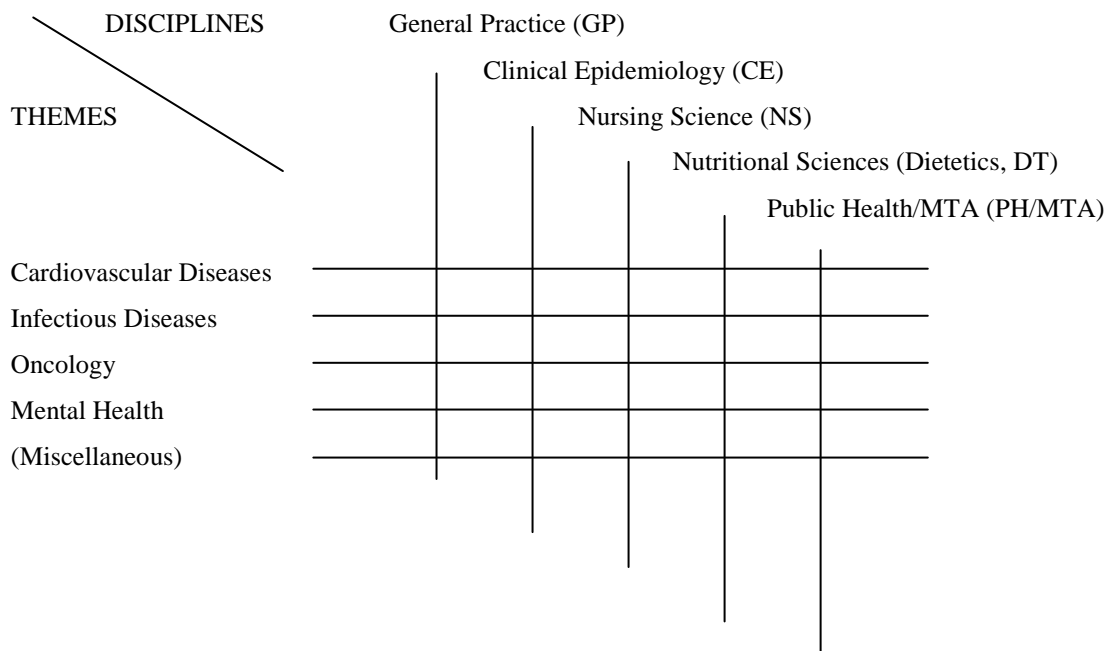 DISCIPLINES General Practice (GP)
Clinical Epidemiology (CE)
THEMES Nursing Science (NS)
Nutritional Sciences (Dietetics, DT)
Public Health/MTA (PH/MTA)
Cardiovascular Diseases
Infectious Diseases
Oncology
Mental Health
(Miscellaneous)